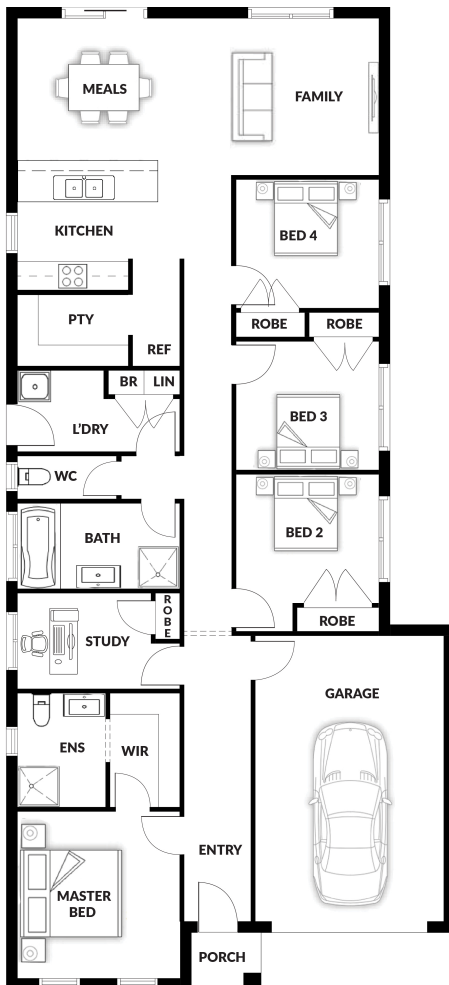 MEALS
FAMILY
KITCHEN
BED 4
PTY
ROBE
ROBE
REF
BR
LIN
L'DRY
BED 3
WC
BATH
BED 2
ROBE
STUDY
ROBE
GARAGE
ENS
WIR
ENTRY
MASTER
BED
PORCH